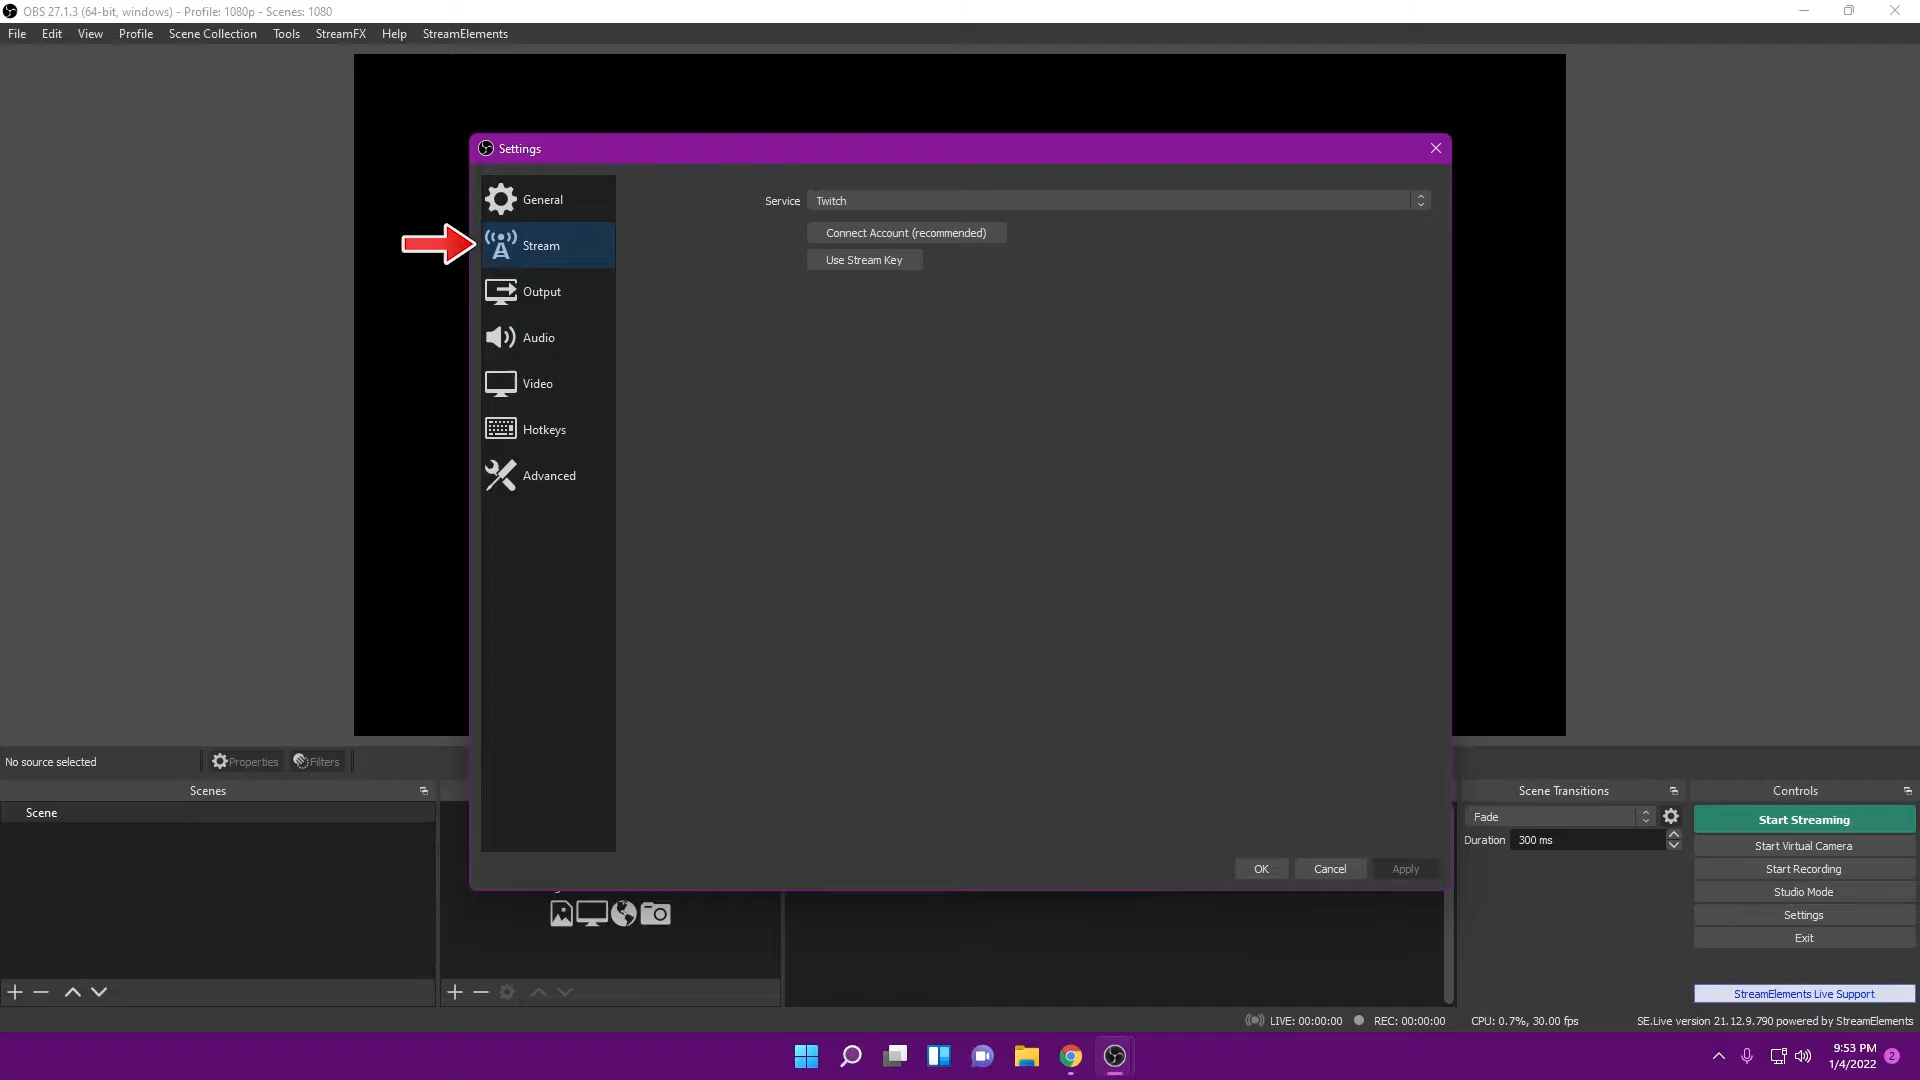 OBS 27.1.3 (64-bit, windows) - Profile: 1080p - Scenes: 1080
File Edit View Profile Scene Collection Tools StreamFX Help StreamElements
Settings
General
Stream
Output
Audio
Video
Hotkeys
Advanced
Service Twitch
Connect Account (recommended)
Use Stream Key
OK Cancel Apply
No source selected Properties Filters
Scenes
Scene
Scene Transitions
Fade
Duration 300 ms
Controls
Start Streaming
Start Virtual Camera
Start Recording
Studio Mode
Settings
Exit
StreamElements Live Support
LIVE: 00:00:00 REC: 00:00:00 CPU: 0.7%, 30.00 fps SE.Live version 21.12.9.790 powered by StreamElements
9:53 PM
1/4/2022
2